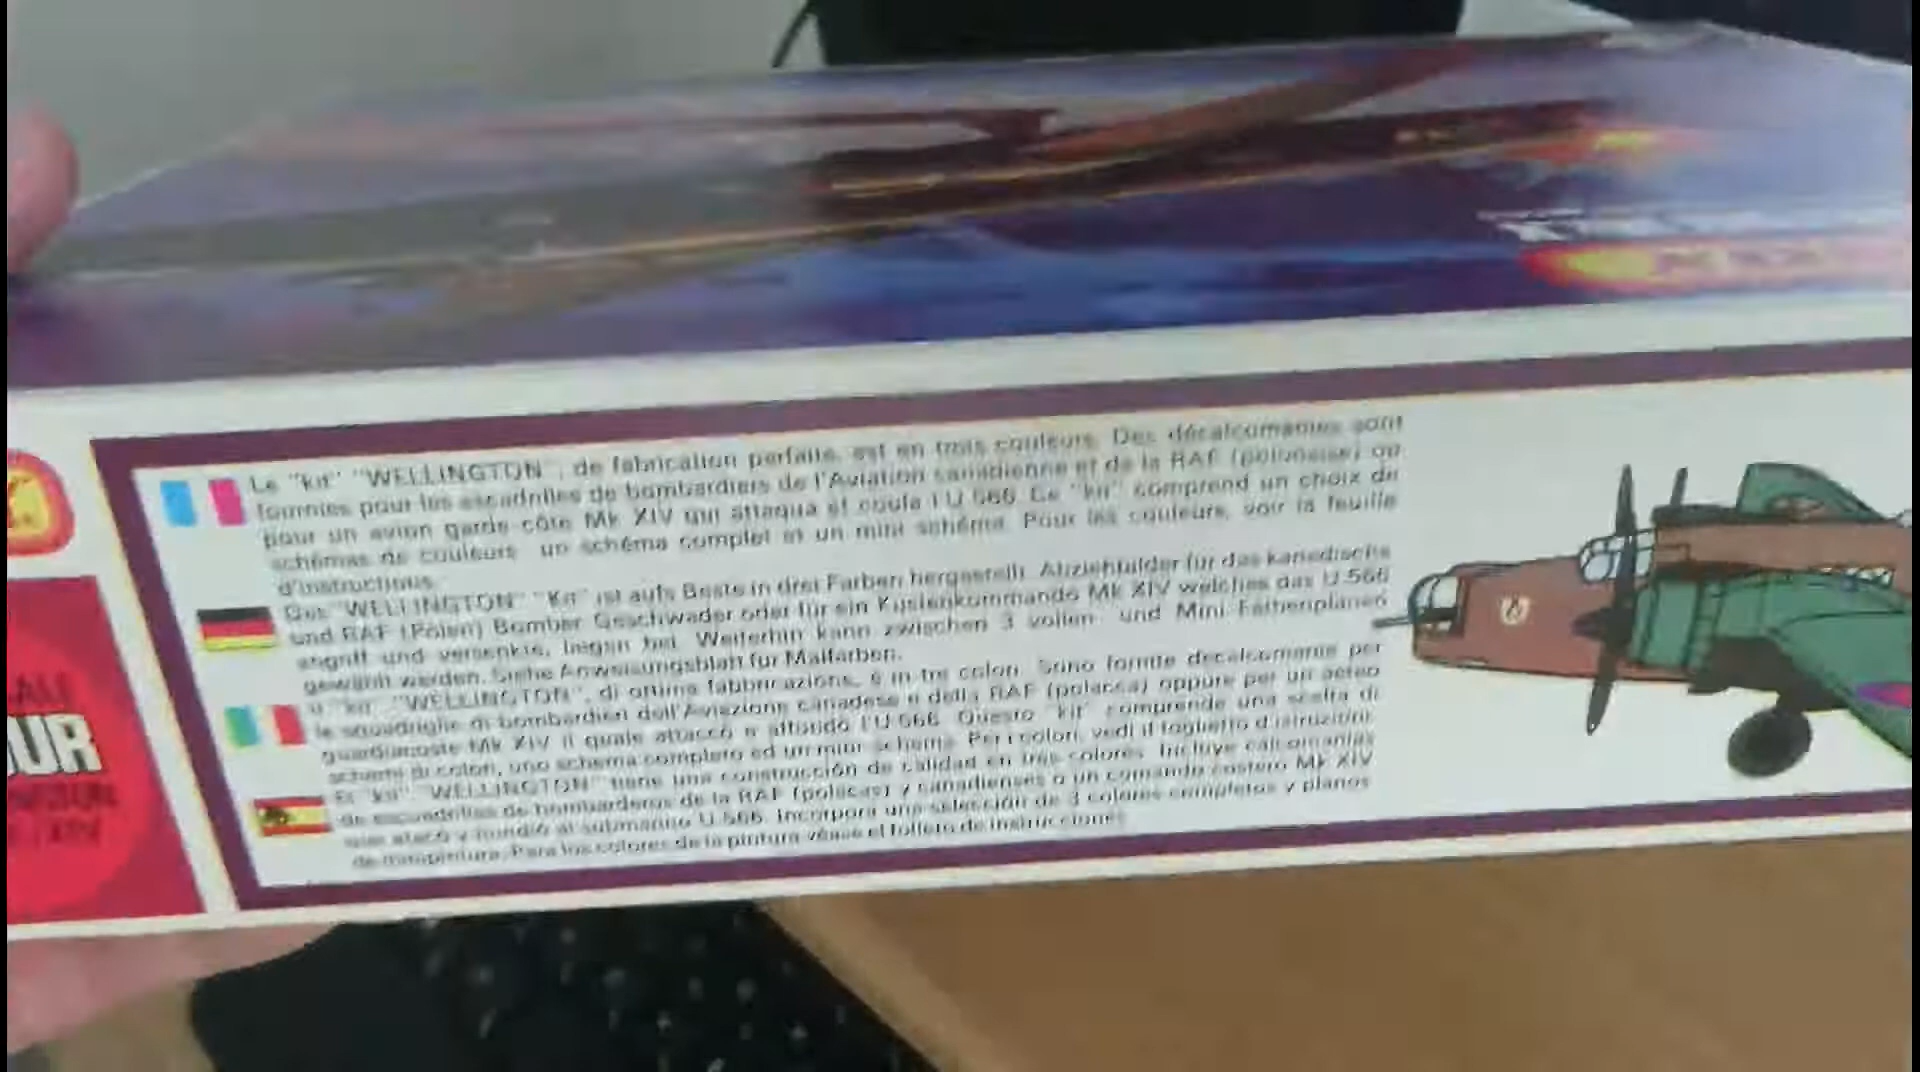 Le "kit" "WELLINGTON", de fabrication parfaite, est en trois couleurs. Des décalcomanies sont
fournies pour les escadrilles de bombardiers de l'Aviation canadienne et de la RAF (polonaise) ou
pour un avion garde-côte Mk XIV qui attaqua et coula l'U 566. Le "kit" comprend un choix de
schémas de couleurs un schéma complet et un mini schéma. Pour les couleurs, voir la feuille
d'instructions.
Das "WELLINGTON" "Kit" ist aufs Beste in drei Farben hergestellt. Abziehbilder für das kanadische
und RAF (Polen) Bomber Geschwader oder für ein Küstenkommando Mk XIV welches das U.566
angriff und versenkte, liegen bei. Weiterhin kann zwischen 3 vollen und Mini
gewählt werden. Siehe Anweisungsblatt für Malfarben.
Il "kit" "WELLINGTON", di ottima fabbricazione, è in tre colori. Sono fornite decalcomanie per
le squadriglie di bombardieri dell'Aviazione canadese e della RAF (polacca) oppure per un aereo
guardiacoste Mk XIV il quale attaccò e affondò l'U.566. Questo "kit" comprende una scelta di
schemi di colori, uno schema completo ed un mini schema. Per i colori, vedi il foglietto d'istruzioni.
El "kit" "WELLINGTON" tiene una construcción de calidad en tres colores. Incluye calcomanías
de escuadrillas de bombarderos de la RAF (polacas) y canadienses o un comando costero Mk XIV
que atacó y hundió al submarino U.566. Incorpora una selección de 3 colores completos y planos
de minipintura. Para los colores de la pintura véase el folleto de instrucciones.
UR